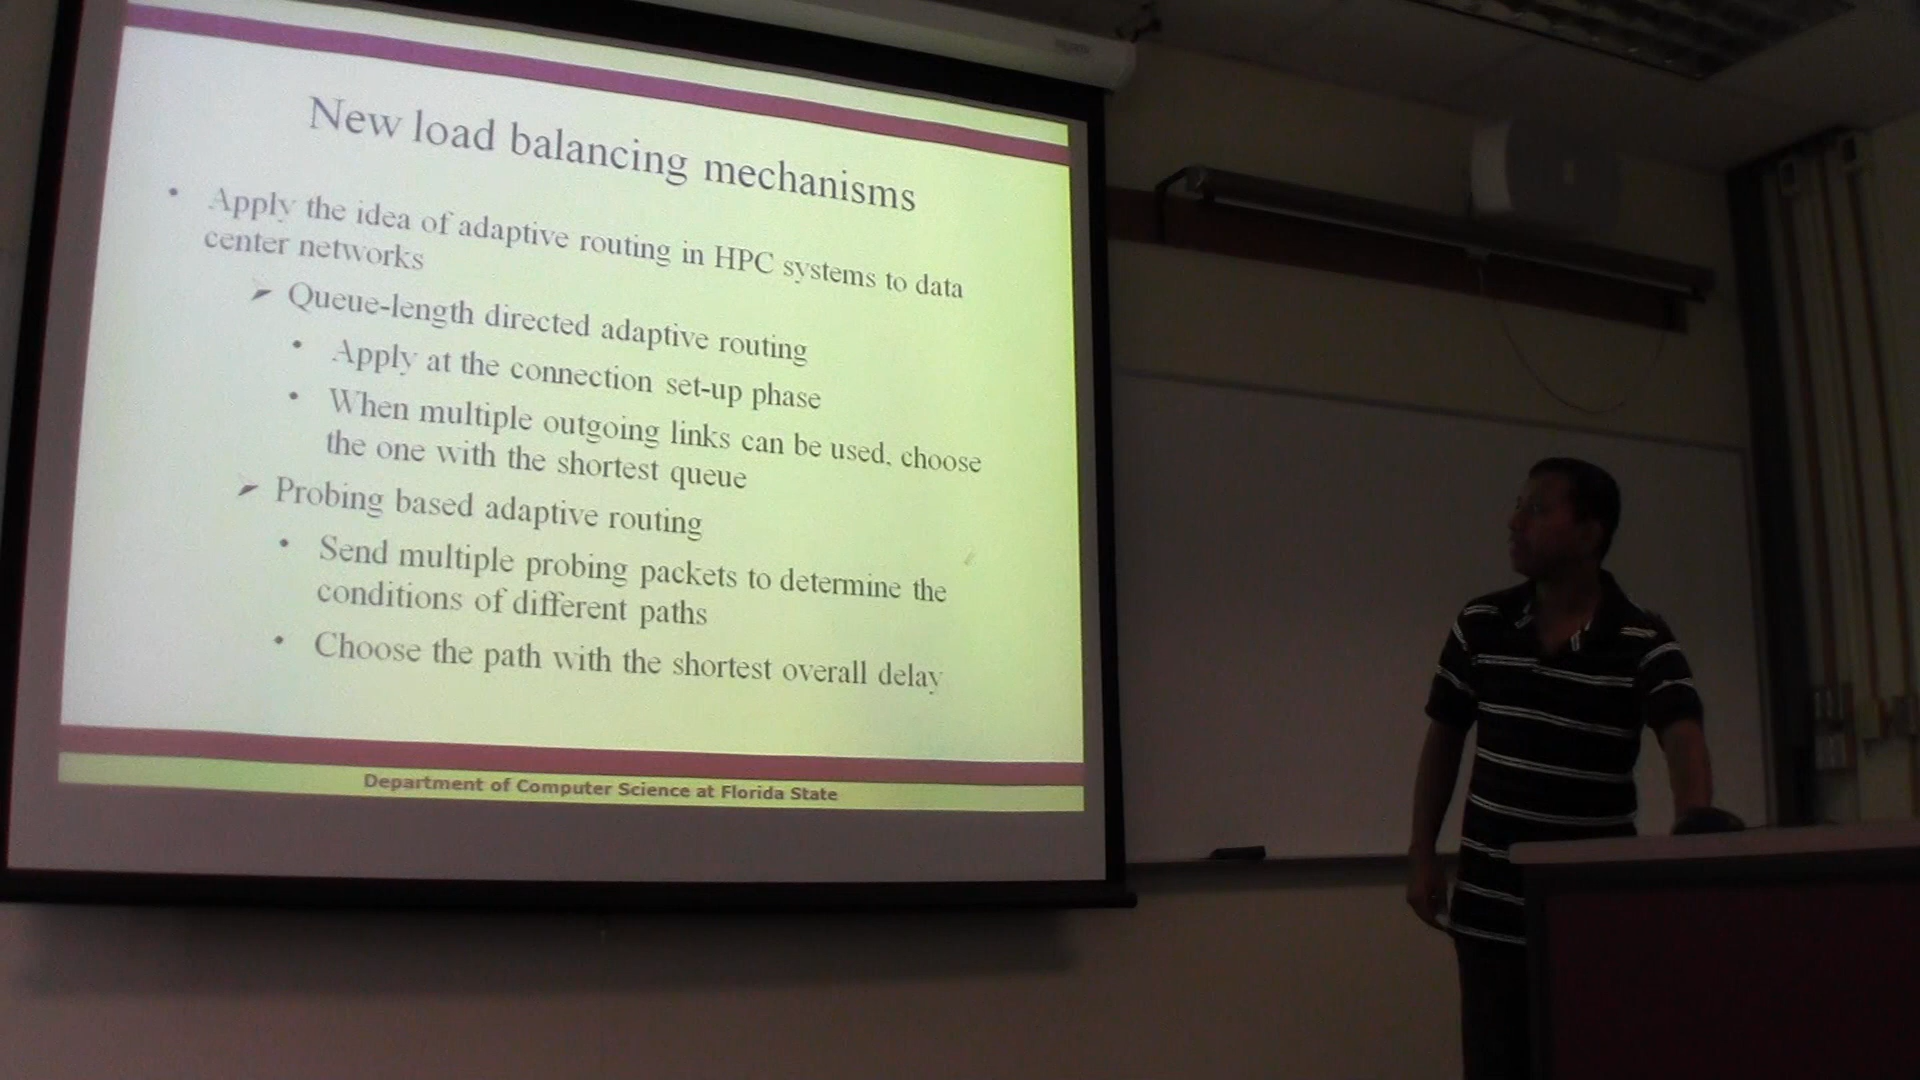 New load balancing mechanisms
• Apply the idea of adaptive routing in HPC systems to data
center networks
➢ Queue-length directed adaptive routing
• Apply at the connection set-up phase
• When multiple outgoing links can be used, choose
the one with the shortest queue
➢ Probing based adaptive routing
• Send multiple probing packets to determine the
conditions of different paths
• Choose the path with the shortest overall delay
Department of Computer Science at Florida State